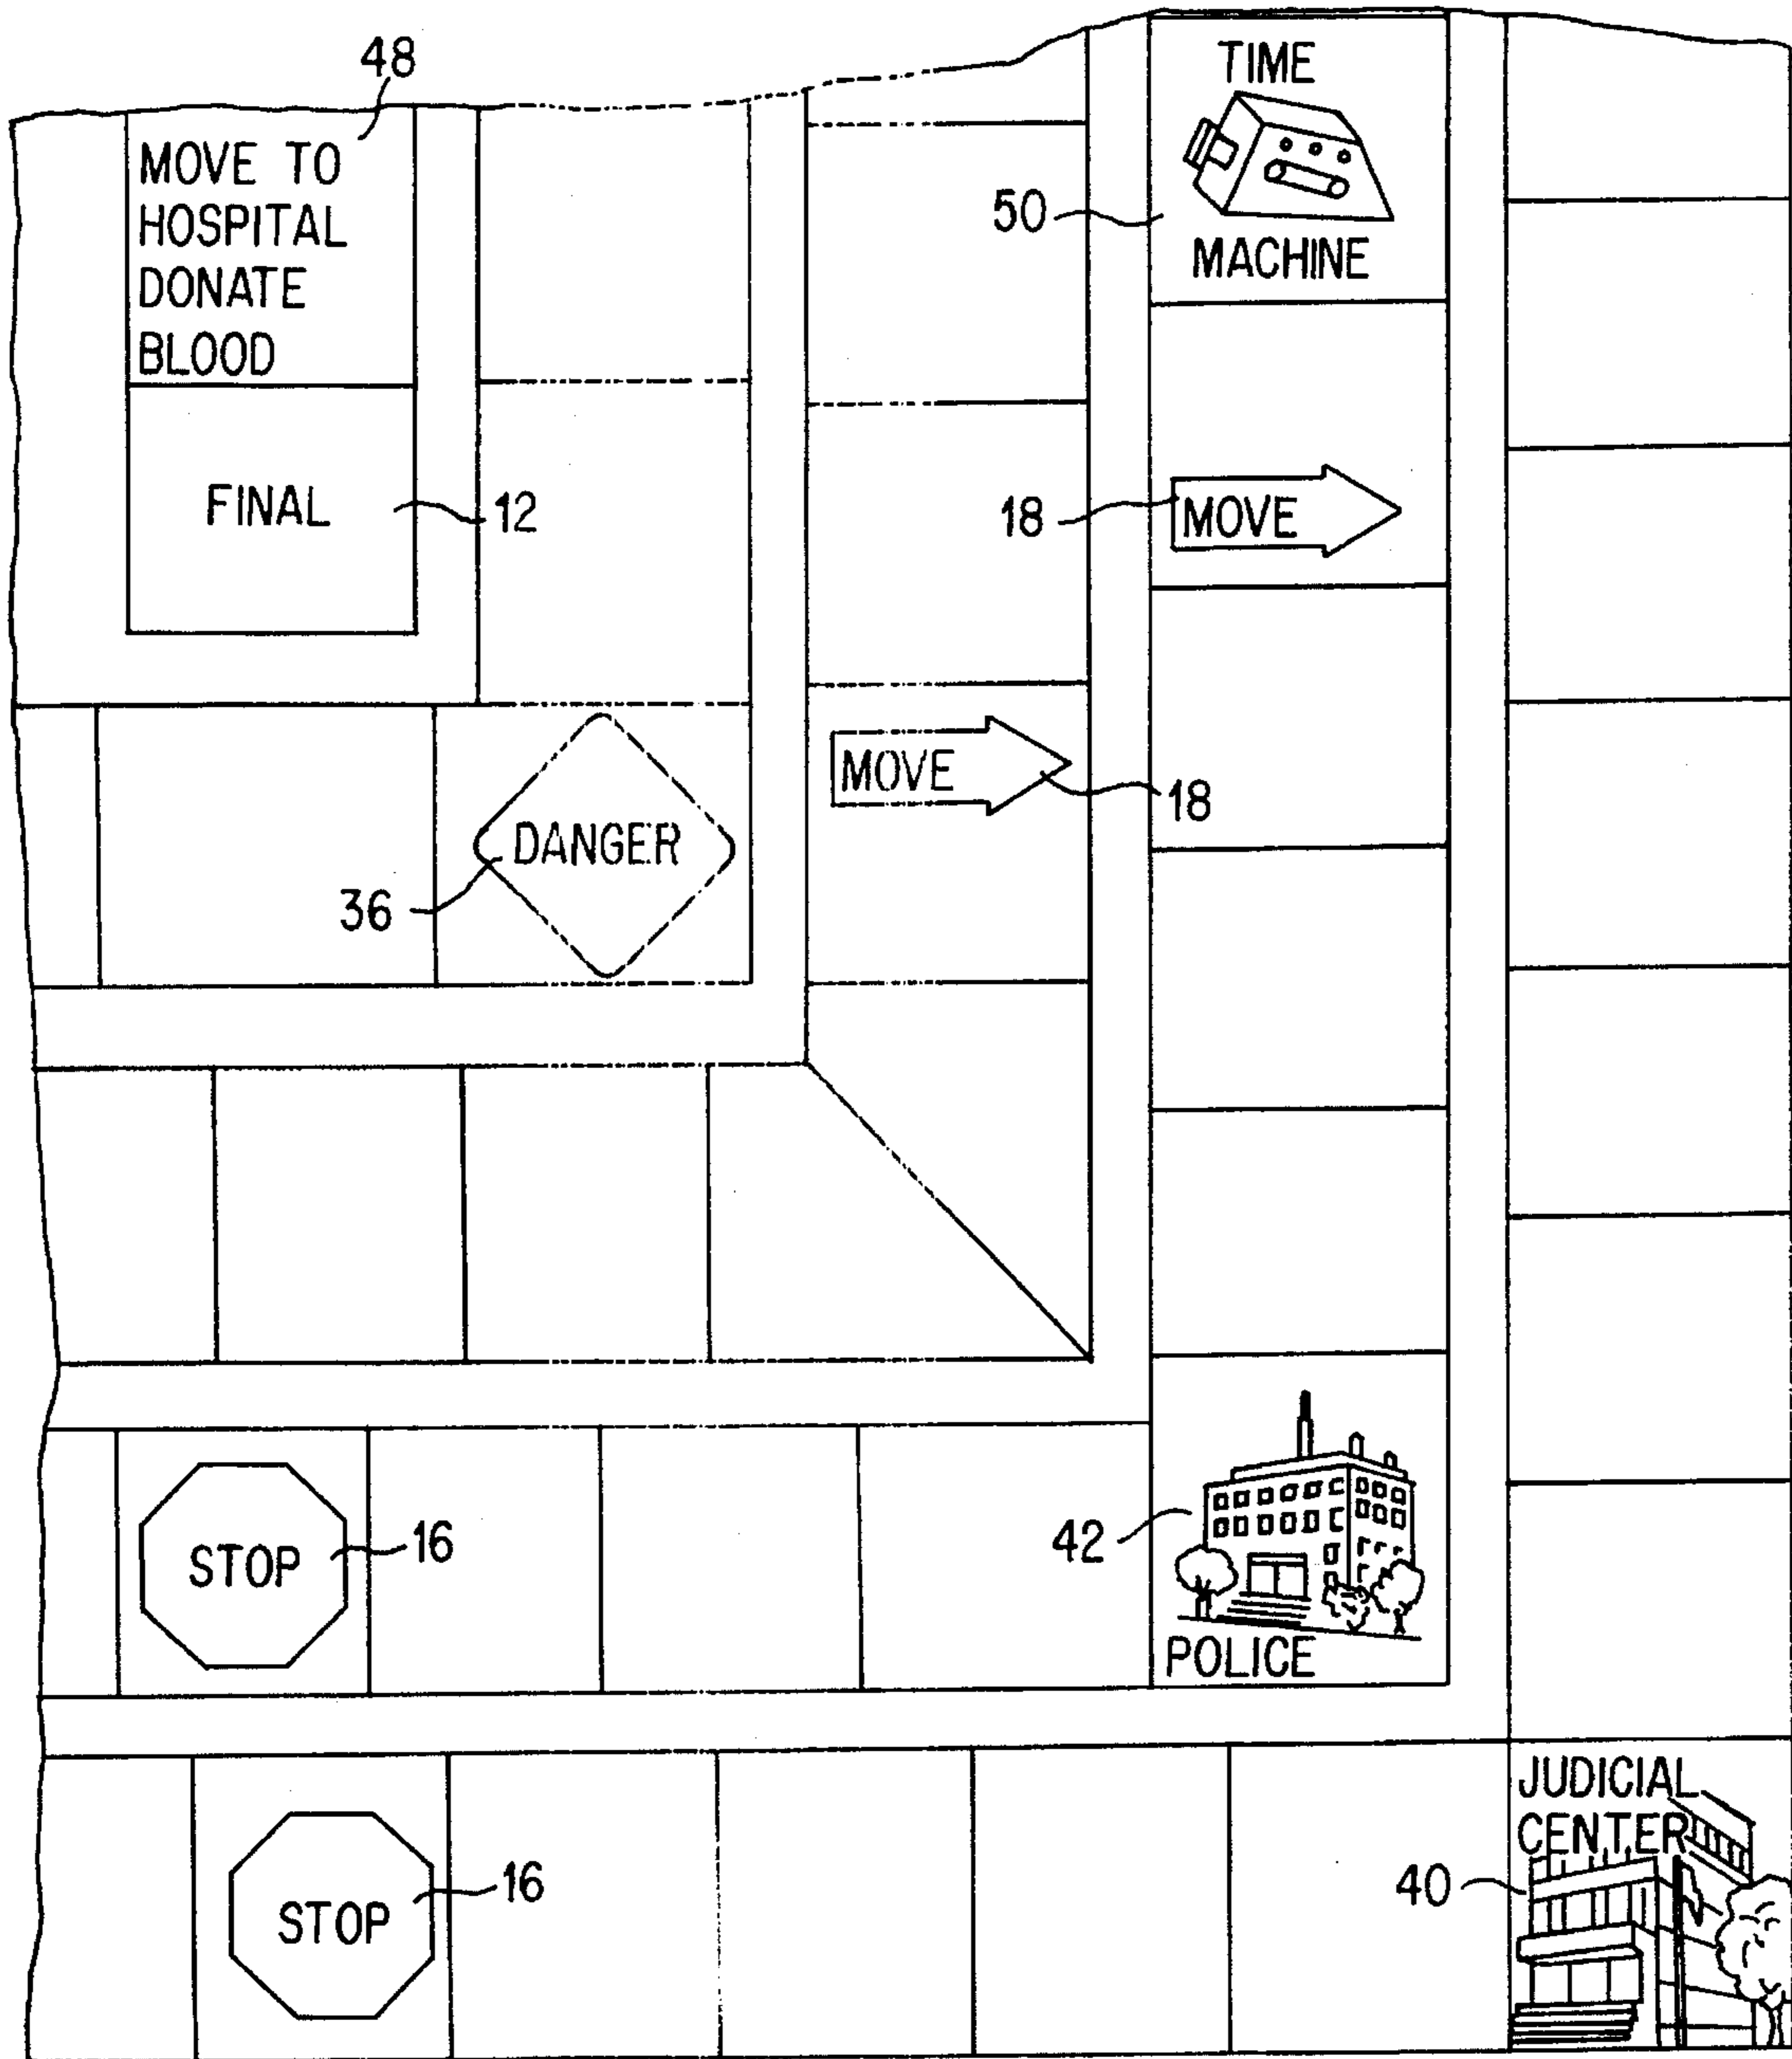 48
TIME
MOVE TO
HOSPITAL
DONATE
BLOOD
50
MACHINE
FINAL
12
18
MOVE
MOVE
18
DANGER
36
STOP
16
42
POLICE
JUDICIAL
CENTER
STOP
16
40